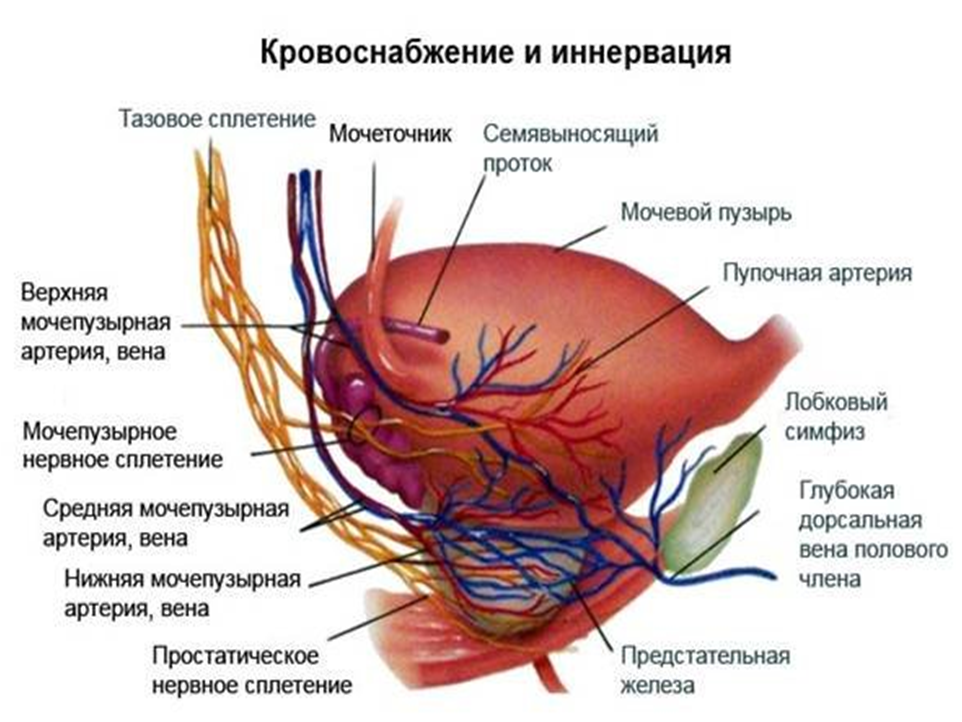 Кровоснабжение и иннервация
Тазовое сплетение
Мочеточник
Семявыносящий
проток
Мочевой пузырь
Пупочная артерия
Верхняя
мочепузырная
артерия, вена
Лобковый
симфиз
Мочепузырное
нервное сплетение
Глубокая
дорсальная
вена полового
члена
Средняя мочепузырная
артерия, вена
Нижняя мочепузырная
артерия, вена
Простатическое
нервное сплетение
Предстательная
железа